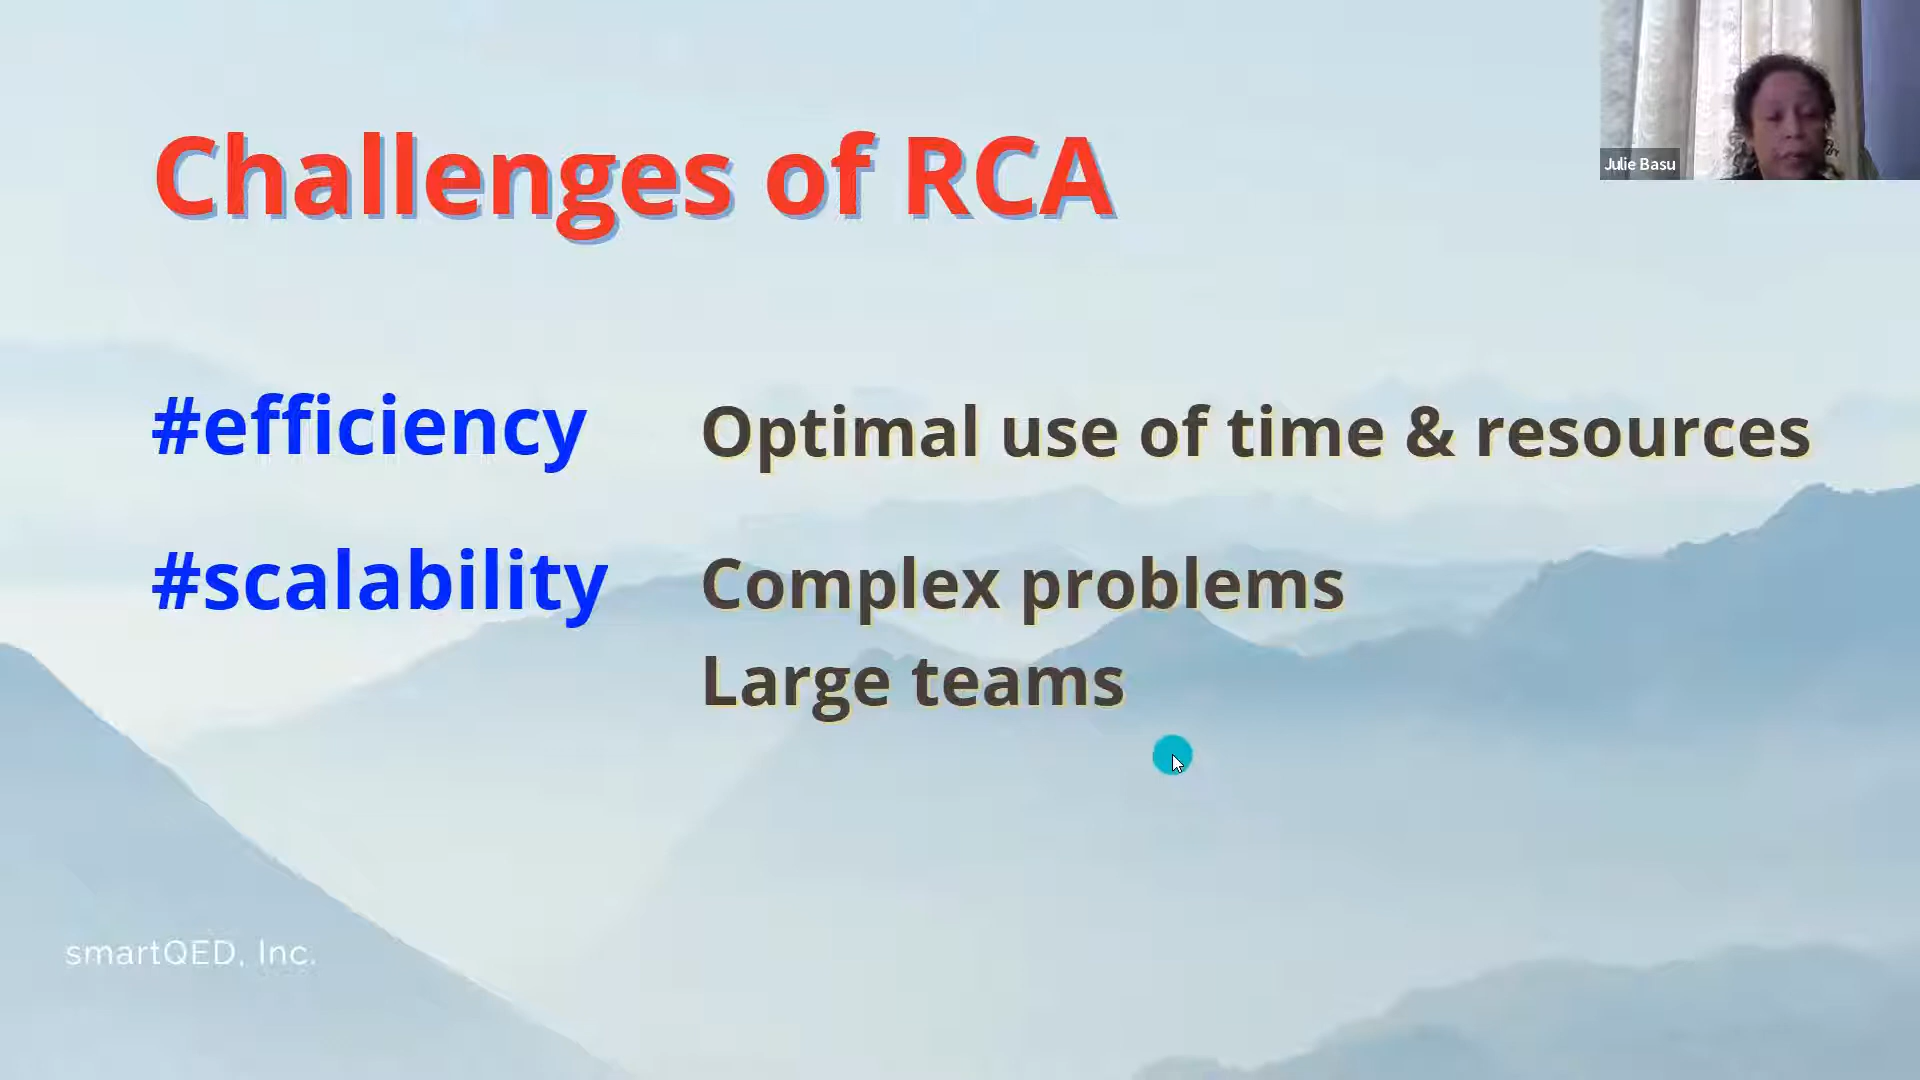 Julie Basu
Challenges of RCA
#efficiency Optimal use of time & resources
#scalability Complex problems
Large teams
smartQED, Inc.